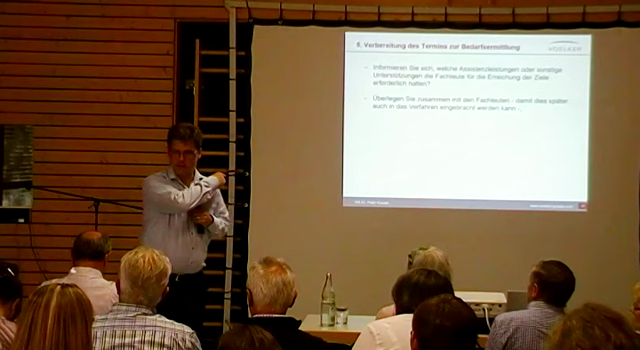 8. Vorbereitung des Termins zur Bedarfsermittlung
VOELKER
– Informieren Sie sich, welche Assistenzleistungen oder sonstige
Unterstützungen die Fachleute für die Erreichung der Ziele
erforderlich halten?
– Überlegen Sie zusammen mit den Fachleuten - damit dies später
auch in das Verfahren eingebracht werden kann -.